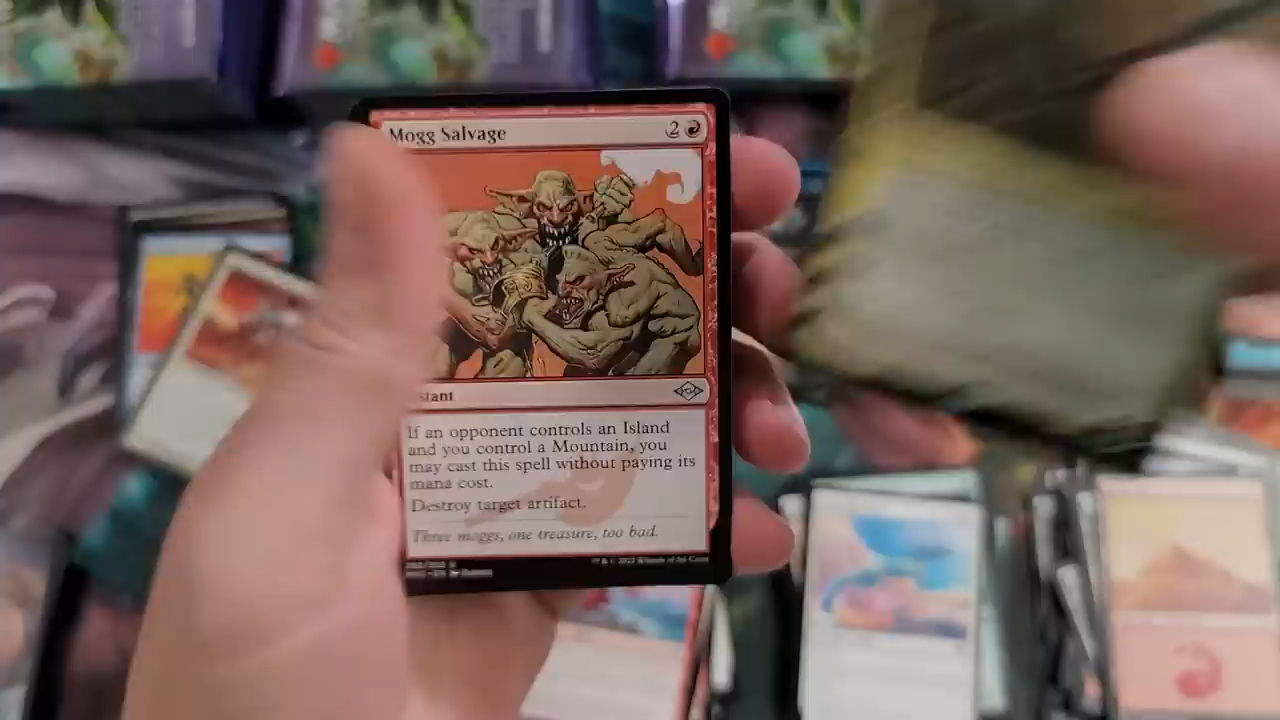 Mogg Salvage 2
stant
If an opponent controls an Island
and you control a Mountain, you
may cast this spell without paying its
mana cost.
Destroy target artifact.
Three moggs, one treasure, too bad.